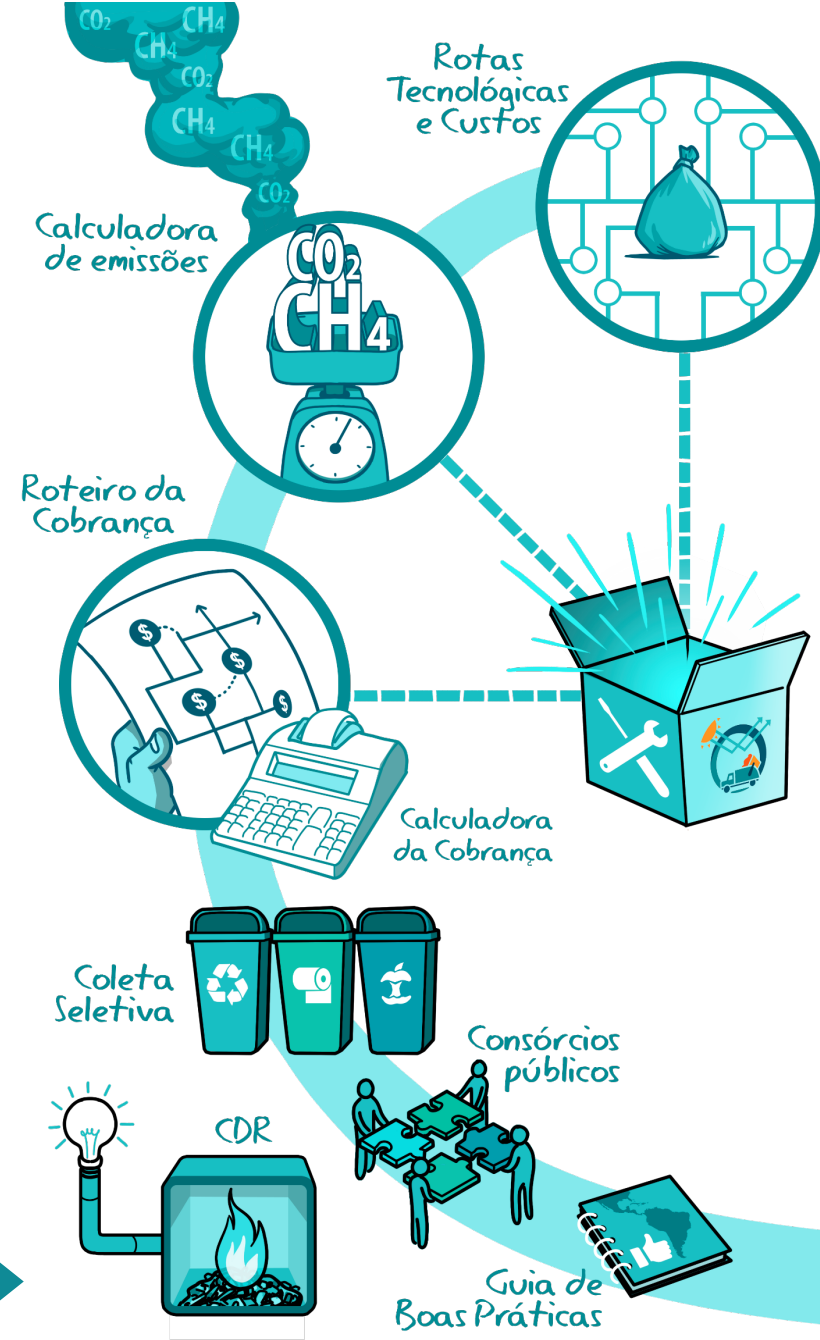 CO2
CH4
CH4
CO2
CH4
CH4
CO2
Rotas
Tecnológicas
e Custos
Calculadora
de emissões
CO2
CH4
Roteiro da
Cobrança
$
$
$
$
Calculadora
da Cobrança
Coleta
Seletiva
Consórcios
públicos
CDR
Guia de
Boas Práticas